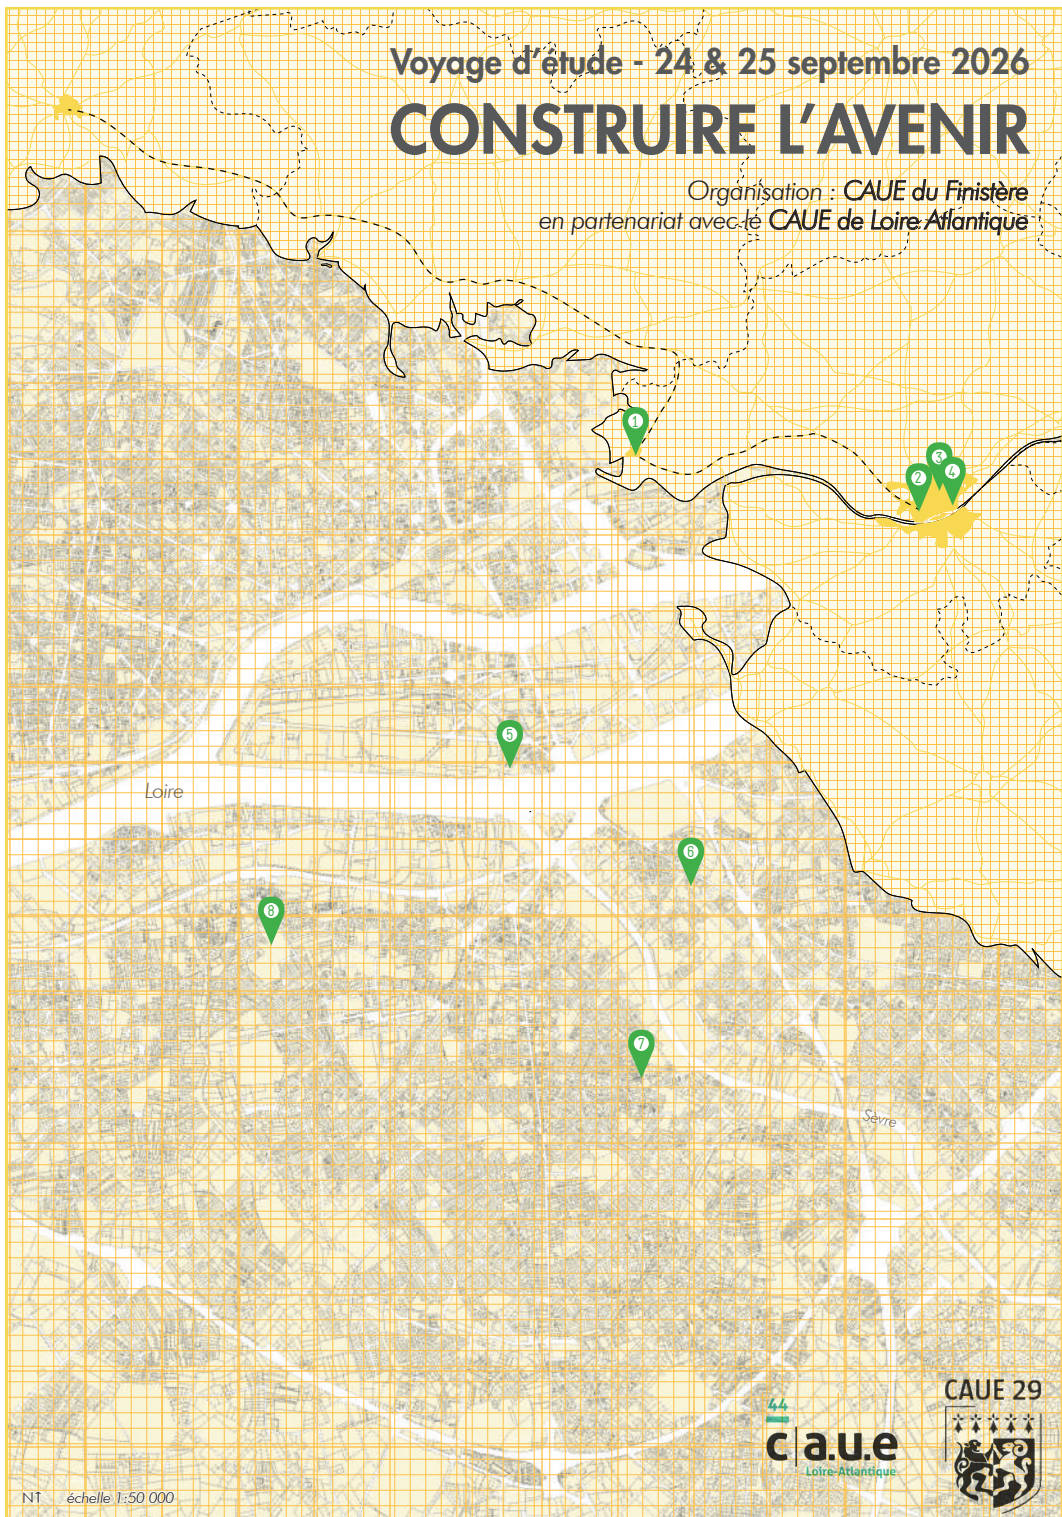 Voyage d'étude - 24 & 25 septembre 2026
CONSTRUIRE L'AVENIR
Organisation : CAUE du Finistère
en partenariat avec le CAUE de Loire Atlantique
1
3
2
4
5
Loire
6
8
7
Sèvre
CAUE 29
44
c|a.u.e
Loire-Atlantique
N↑ échelle 1:50 000